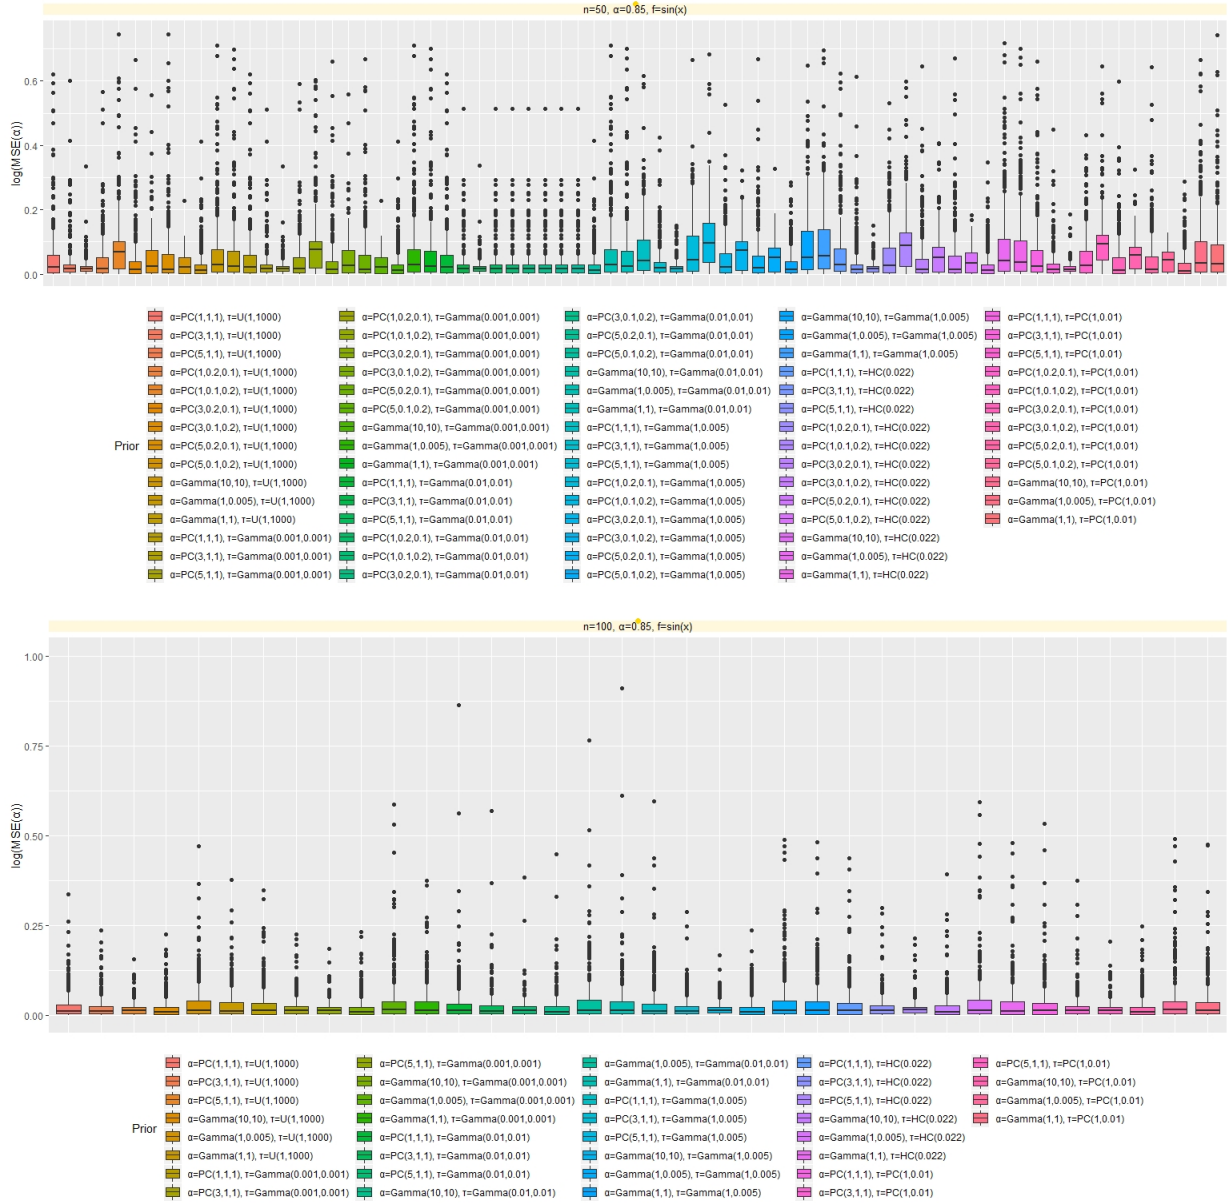 n=50, α=0.85, f=sin(x)
log(MSE(α))
0.6
0.4
0.2
0.0
Prior
α=PC(1,1,1), τ=U(1,1000)
α=PC(3,1,1), τ=U(1,1000)
α=PC(5,1,1), τ=U(1,1000)
α=PC(1,0.2,0.1), τ=U(1,1000)
α=PC(1,0.1,0.2), τ=U(1,1000)
α=PC(3,0.2,0.1), τ=U(1,1000)
α=PC(3,0.1,0.2), τ=U(1,1000)
α=PC(5,0.2,0.1), τ=U(1,1000)
α=PC(5,0.1,0.2), τ=U(1,1000)
α=Gamma(10,10), τ=U(1,1000)
α=Gamma(1,0.005), τ=U(1,1000)
α=Gamma(1,1), τ=U(1,1000)
α=PC(1,1,1), τ=Gamma(0.001,0.001)
α=PC(3,1,1), τ=Gamma(0.001,0.001)
α=PC(5,1,1), τ=Gamma(0.001,0.001)
α=PC(1,0.2,0.1), τ=Gamma(0.001,0.001)
α=PC(1,0.1,0.2), τ=Gamma(0.001,0.001)
α=PC(3,0.2,0.1), τ=Gamma(0.001,0.001)
α=PC(3,0.1,0.2), τ=Gamma(0.001,0.001)
α=PC(5,0.2,0.1), τ=Gamma(0.001,0.001)
α=PC(5,0.1,0.2), τ=Gamma(0.001,0.001)
α=Gamma(10,10), τ=Gamma(0.001,0.001)
α=Gamma(1,0.005), τ=Gamma(0.001,0.001)
α=Gamma(1,1), τ=Gamma(0.001,0.001)
α=PC(1,1,1), τ=Gamma(0.01,0.01)
α=PC(3,1,1), τ=Gamma(0.01,0.01)
α=PC(5,1,1), τ=Gamma(0.01,0.01)
α=PC(1,0.2,0.1), τ=Gamma(0.01,0.01)
α=PC(1,0.1,0.2), τ=Gamma(0.01,0.01)
α=PC(3,0.2,0.1), τ=Gamma(0.01,0.01)
α=PC(3,0.1,0.2), τ=Gamma(0.01,0.01)
α=PC(5,0.2,0.1), τ=Gamma(0.01,0.01)
α=PC(5,0.1,0.2), τ=Gamma(0.01,0.01)
α=Gamma(10,10), τ=Gamma(0.01,0.01)
α=Gamma(1,0.005), τ=Gamma(0.01,0.01)
α=Gamma(1,1), τ=Gamma(0.01,0.01)
α=PC(1,1,1), τ=Gamma(1,0.005)
α=PC(3,1,1), τ=Gamma(1,0.005)
α=PC(5,1,1), τ=Gamma(1,0.005)
α=PC(1,0.2,0.1), τ=Gamma(1,0.005)
α=PC(1,0.1,0.2), τ=Gamma(1,0.005)
α=PC(3,0.2,0.1), τ=Gamma(1,0.005)
α=PC(3,0.1,0.2), τ=Gamma(1,0.005)
α=PC(5,0.2,0.1), τ=Gamma(1,0.005)
α=PC(5,0.1,0.2), τ=Gamma(1,0.005)
α=Gamma(10,10), τ=Gamma(1,0.005)
α=Gamma(1,0.005), τ=Gamma(1,0.005)
α=Gamma(1,1), τ=Gamma(1,0.005)
α=PC(1,1,1), τ=HC(0.022)
α=PC(3,1,1), τ=HC(0.022)
α=PC(5,1,1), τ=HC(0.022)
α=PC(1,0.2,0.1), τ=HC(0.022)
α=PC(1,0.1,0.2), τ=HC(0.022)
α=PC(3,0.2,0.1), τ=HC(0.022)
α=PC(3,0.1,0.2), τ=HC(0.022)
α=PC(5,0.2,0.1), τ=HC(0.022)
α=PC(5,0.1,0.2), τ=HC(0.022)
α=Gamma(10,10), τ=HC(0.022)
α=Gamma(1,0.005), τ=HC(0.022)
α=Gamma(1,1), τ=HC(0.022)
α=PC(1,1,1), τ=PC(1,0.01)
α=PC(3,1,1), τ=PC(1,0.01)
α=PC(5,1,1), τ=PC(1,0.01)
α=PC(1,0.2,0.1), τ=PC(1,0.01)
α=PC(1,0.1,0.2), τ=PC(1,0.01)
α=PC(3,0.2,0.1), τ=PC(1,0.01)
α=PC(3,0.1,0.2), τ=PC(1,0.01)
α=PC(5,0.2,0.1), τ=PC(1,0.01)
α=PC(5,0.1,0.2), τ=PC(1,0.01)
α=Gamma(10,10), τ=PC(1,0.01)
α=Gamma(1,0.005), τ=PC(1,0.01)
α=Gamma(1,1), τ=PC(1,0.01)
n=100, α=0.85, f=sin(x)
log(MSE(α))
1.00
0.75
0.50
0.25
0.00
Prior
α=PC(1,1,1), τ=U(1,1000)
α=PC(3,1,1), τ=U(1,1000)
α=PC(5,1,1), τ=U(1,1000)
α=Gamma(10,10), τ=U(1,1000)
α=Gamma(1,0.005), τ=U(1,1000)
α=Gamma(1,1), τ=U(1,1000)
α=PC(1,1,1), τ=Gamma(0.001,0.001)
α=PC(3,1,1), τ=Gamma(0.001,0.001)
α=PC(5,1,1), τ=Gamma(0.001,0.001)
α=Gamma(10,10), τ=Gamma(0.001,0.001)
α=Gamma(1,0.005), τ=Gamma(0.001,0.001)
α=Gamma(1,1), τ=Gamma(0.001,0.001)
α=PC(1,1,1), τ=Gamma(0.01,0.01)
α=PC(3,1,1), τ=Gamma(0.01,0.01)
α=PC(5,1,1), τ=Gamma(0.01,0.01)
α=Gamma(10,10), τ=Gamma(0.01,0.01)
α=Gamma(1,0.005), τ=Gamma(0.01,0.01)
α=Gamma(1,1), τ=Gamma(0.01,0.01)
α=PC(1,1,1), τ=Gamma(1,0.005)
α=PC(3,1,1), τ=Gamma(1,0.005)
α=PC(5,1,1), τ=Gamma(1,0.005)
α=Gamma(10,10), τ=Gamma(1,0.005)
α=Gamma(1,0.005), τ=Gamma(1,0.005)
α=Gamma(1,1), τ=Gamma(1,0.005)
α=PC(1,1,1), τ=HC(0.022)
α=PC(3,1,1), τ=HC(0.022)
α=PC(5,1,1), τ=HC(0.022)
α=Gamma(10,10), τ=HC(0.022)
α=Gamma(1,0.005), τ=HC(0.022)
α=Gamma(1,1), τ=HC(0.022)
α=PC(1,1,1), τ=PC(1,0.01)
α=PC(3,1,1), τ=PC(1,0.01)
α=PC(5,1,1), τ=PC(1,0.01)
α=Gamma(10,10), τ=PC(1,0.01)
α=Gamma(1,0.005), τ=PC(1,0.01)
α=Gamma(1,1), τ=PC(1,0.01)